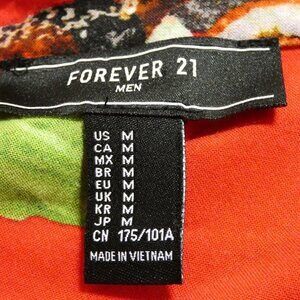 FOREVER 21
MEN
US M
CA M
MX M
BR M
EU M
UK M
KR M
JP M
CN 175/101A
MADE IN VIETNAM